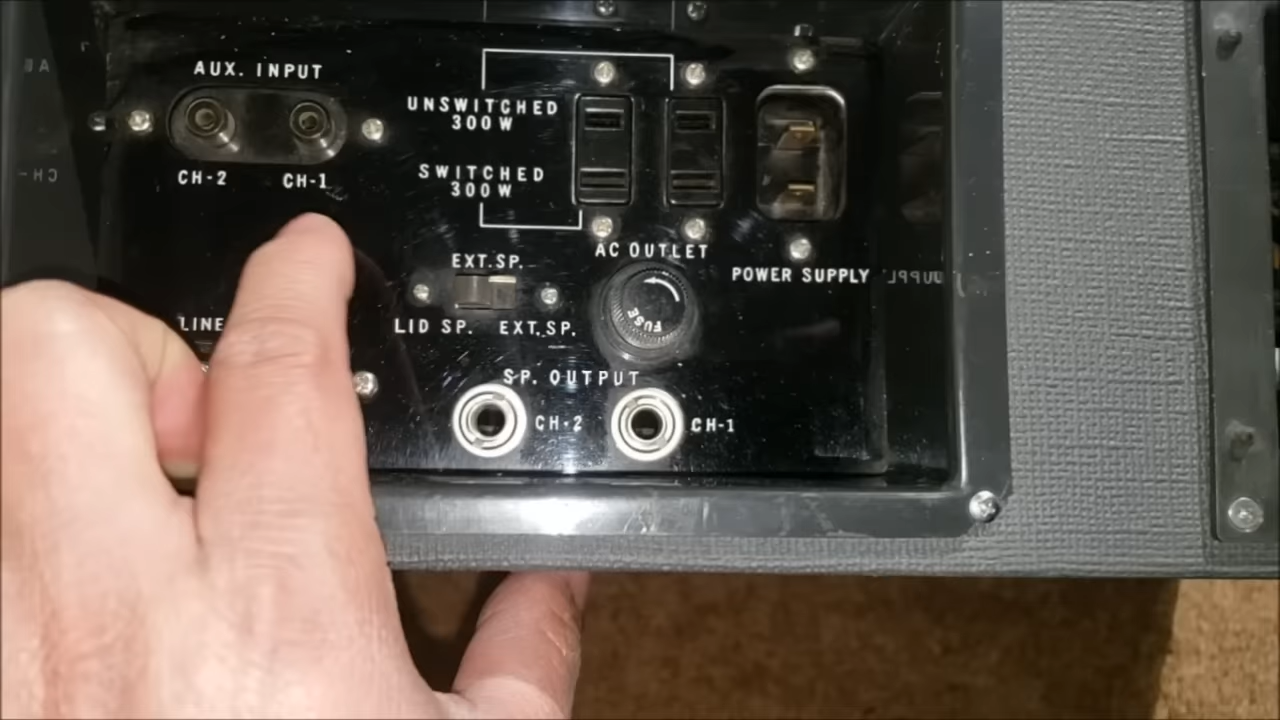 AUX. INPUT
CH-2 CH-1
UNSWITCHED
300W
SWITCHED
300W
AC OUTLET
POWER SUPPLY
EXT.SP.
LID SP. EXT.SP.
FUSE
LINE
SP. OUTPUT
CH-2 CH-1